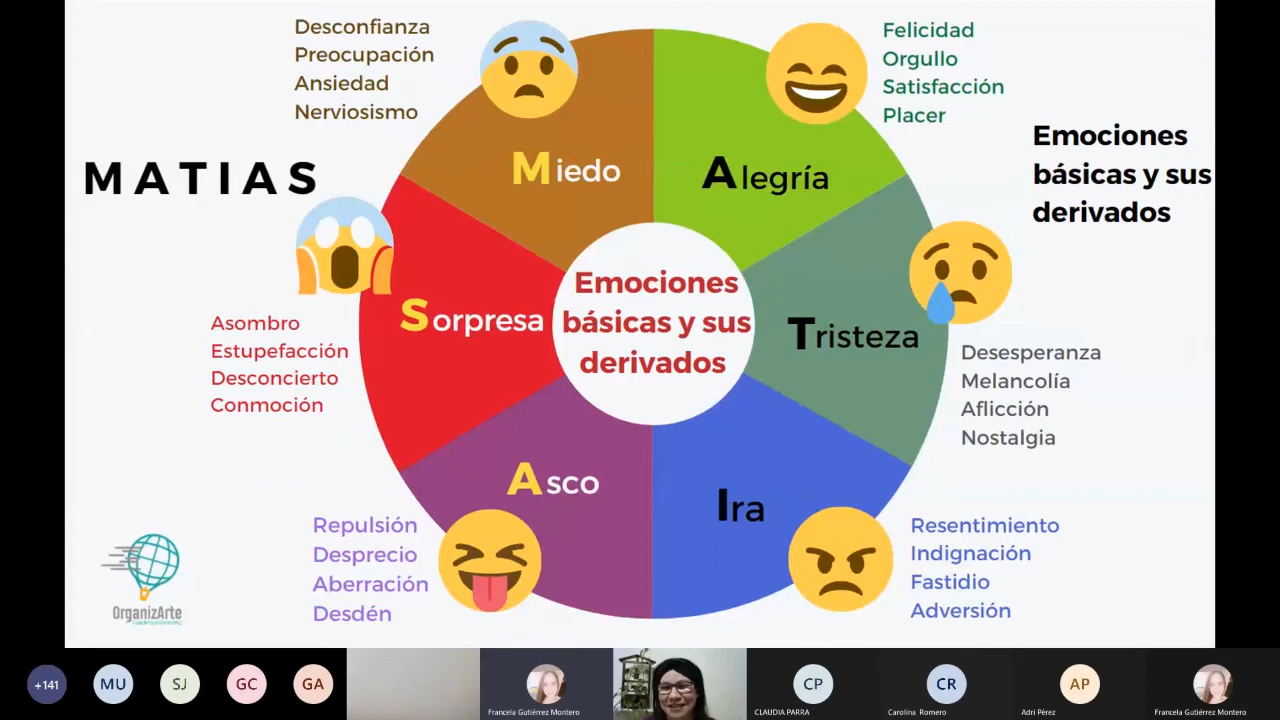 Desconfianza
Preocupación
Ansiedad
Nerviosismo
Felicidad
Orgullo
Satisfacción
Placer
MATIAS
Emociones
básicas y sus
derivados
Miedo
Alegría
Sorpresa
Emociones
básicas y sus
derivados
Tristeza
Asombro
Estupefacción
Desconcierto
Conmoción
Desesperanza
Melancolía
Aflicción
Nostalgia
Asco
Ira
Repulsión
Desprecio
Aberración
Desdén
Resentimiento
Indignación
Fastidio
Adversión
OrganizArte
+141
MU
SJ
GC
GA
Francela Gutiérrez Montero
CP
CLAUDIA PARRA
CR
Carolina Romero
AP
Adri Pérez
Francela Gutiérrez Montero